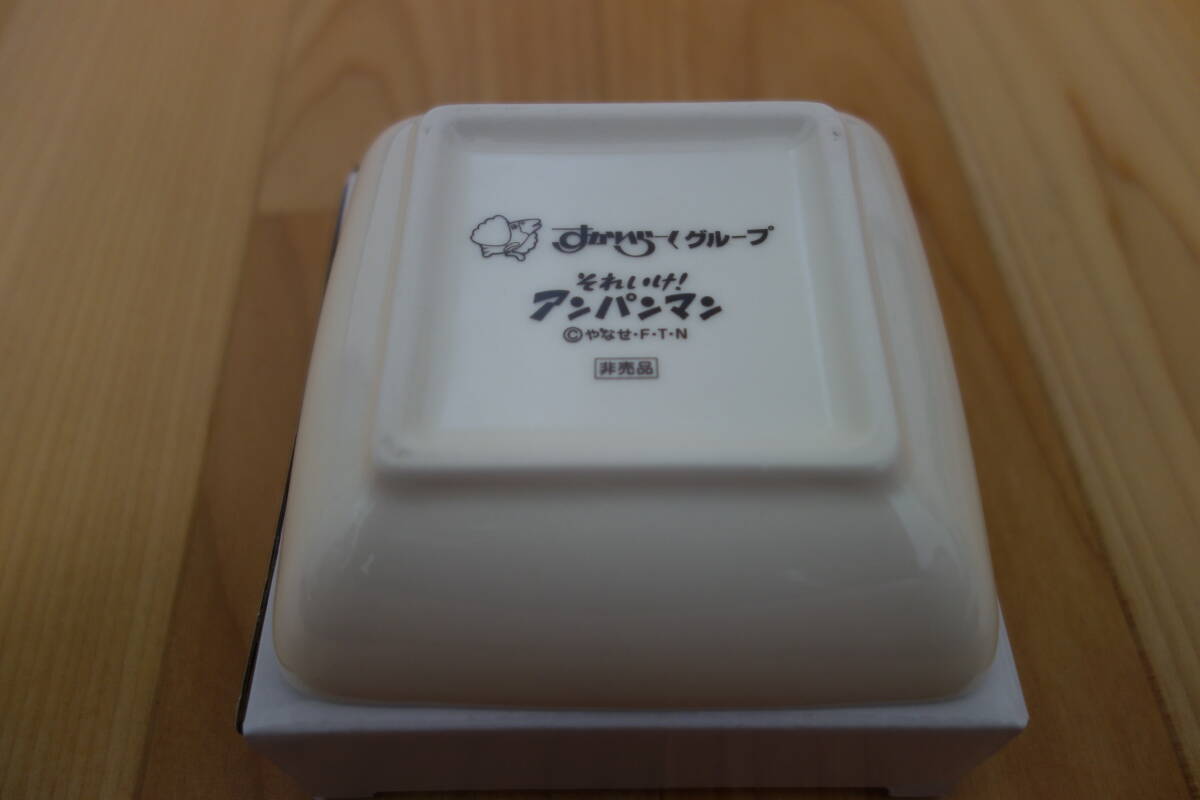 すかいらーくグループ
それいけ!
アンパンマン
©やなせ・F・T・N
非売品